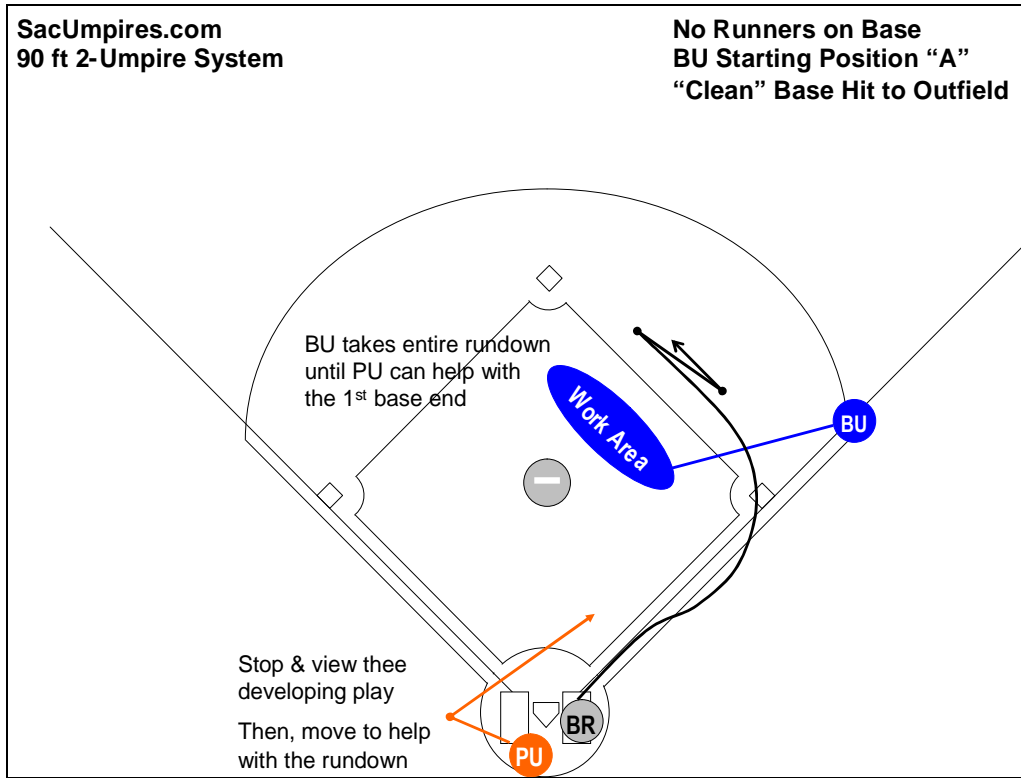 SacUmpires.com
90 ft 2-Umpire System
No Runners on Base
BU Starting Position “A”
“Clean” Base Hit to Outfield
BU takes entire rundown
until PU can help with
the 1st base end
Work Area
BU
Stop & view thee
developing play
Then, move to help
with the rundown
BR
PU